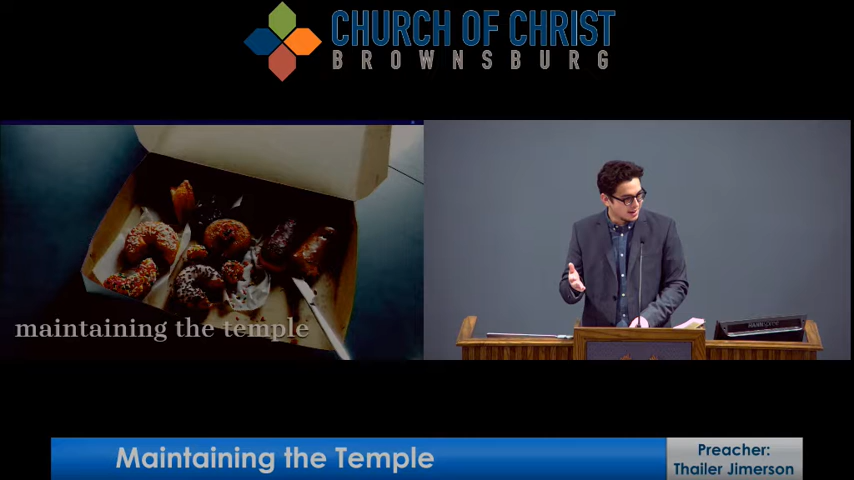 CHURCH OF CHRIST
BROWNSBURG
maintaining the temple
Maintaining the Temple
Preacher:
Thailer Jimerson